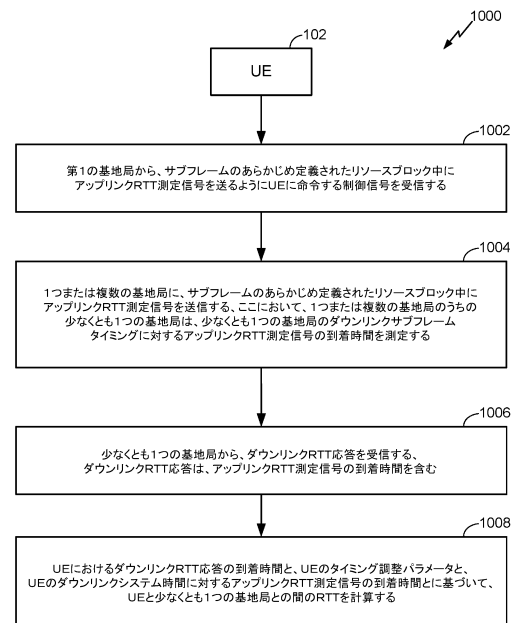 1000
102
UE
1002
第1の基地局から、サブフレームのあらかじめ定義されたリソースブロック中に
アップリンクRTT測定信号を送るようにUEに命令する制御信号を受信する
1004
1つまたは複数の基地局に、サブフレームのあらかじめ定義されたリソースブロック中に
アップリンクRTT測定信号を送信する、ここにおいて、1つまたは複数の基地局のうちの
少なくとも1つの基地局は、少なくとも1つの基地局のダウンリンクサブフレーム
タイミングに対するアップリンクRTT測定信号の到着時間を測定する
1006
少なくとも1つの基地局から、ダウンリンクRTT応答を受信する、
ダウンリンクRTT応答は、アップリンクRTT測定信号の到着時間を含む
1008
UEにおけるダウンリンクRTT応答の到着時間と、UEのタイミング調整パラメータと、
UEのダウンリンクシステム時間に対するアップリンクRTT測定信号の到着時間とに基づいて、
UEと少なくとも1つの基地局との間のRTTを計算する